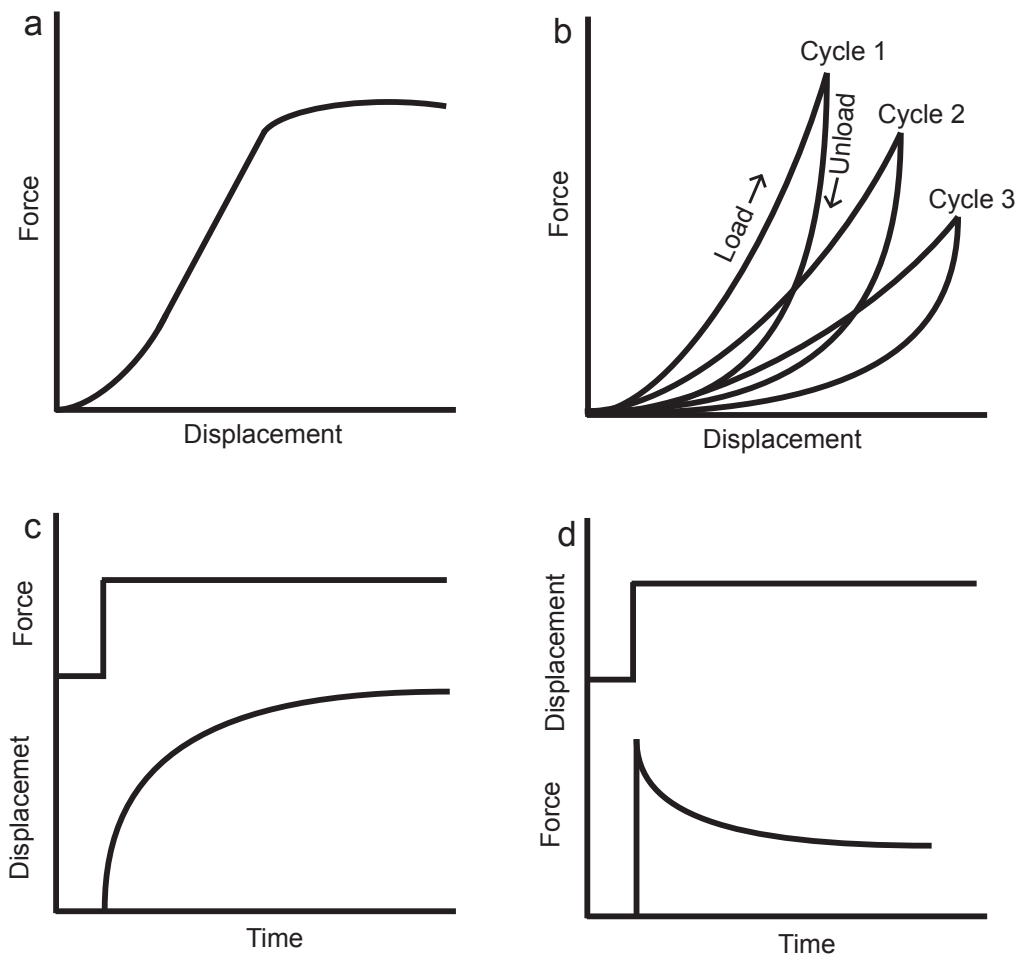 a
Force
Displacement
b
Cycle 1
Cycle 2
Cycle 3
Load →
← Unload
Force
Displacement
c
Force
Displacemet
Time
d
Displacement
Force
Time